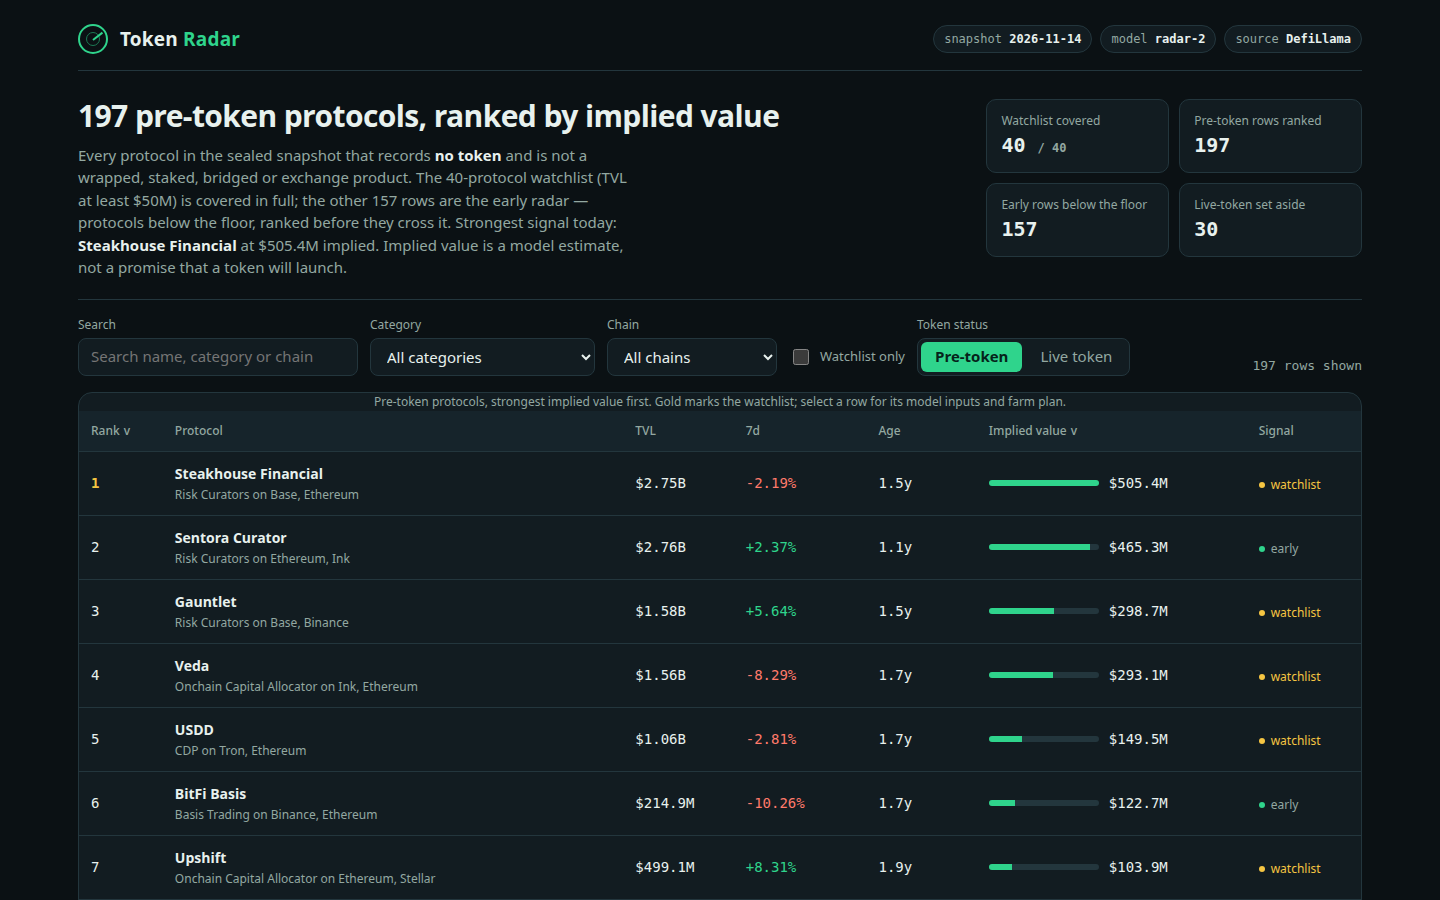 Token Radar
snapshot 2026-11-14
model radar-2
source DefiLlama
197 pre-token protocols, ranked by implied value
Every protocol in the sealed snapshot that records no token and is not a
wrapped, staked, bridged or exchange product. The 40-protocol watchlist (TVL
at least $50M) is covered in full; the other 157 rows are the early radar —
protocols below the floor, ranked before they cross it. Strongest signal today:
Steakhouse Financial at $505.4M implied. Implied value is a model estimate,
not a promise that a token will launch.
Watchlist covered
40 / 40
Pre-token rows ranked
197
Early rows below the floor
157
Live-token set aside
30
Search
Search name, category or chain
Category
All categories
Chain
All chains
Watchlist only
Token status
Pre-token Live token
197 rows shown
Pre-token protocols, strongest implied value first. Gold marks the watchlist; select a row for its model inputs and farm plan.
Rank v Protocol TVL 7d Age Implied value v Signal
1 Steakhouse Financial $2.75B -2.19% 1.5y $505.4M watchlist
Risk Curators on Base, Ethereum
2 Sentora Curator $2.76B +2.37% 1.1y $465.3M early
Risk Curators on Ethereum, Ink
3 Gauntlet $1.58B +5.64% 1.5y $298.7M watchlist
Risk Curators on Base, Binance
4 Veda $1.56B -8.29% 1.7y $293.1M watchlist
Onchain Capital Allocator on Ink, Ethereum
5 USDD $1.06B -2.81% 1.7y $149.5M watchlist
CDP on Tron, Ethereum
6 BitFi Basis $214.9M -10.26% 1.7y $122.7M early
Basis Trading on Binance, Ethereum
7 Upshift $499.1M +8.31% 1.9y $103.9M watchlist
Onchain Capital Allocator on Ethereum, Stellar